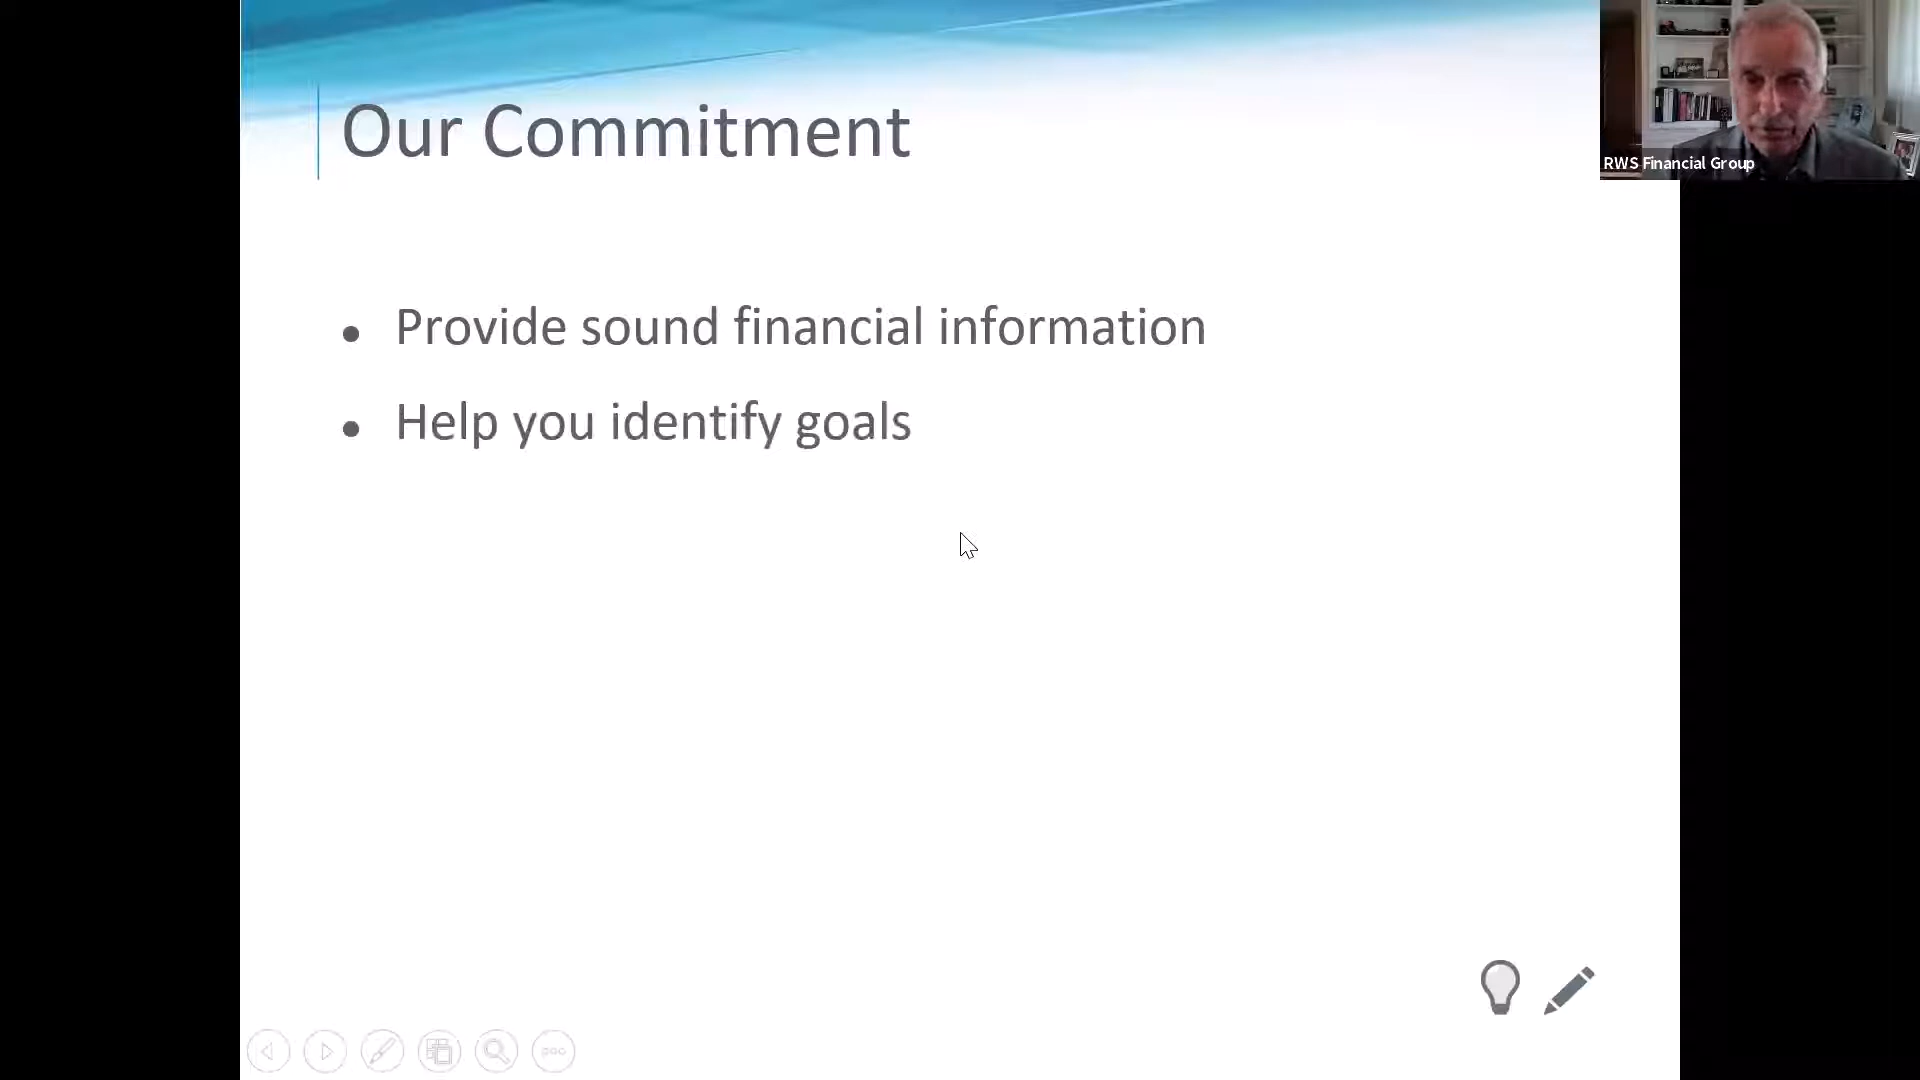 Our Commitment
RWS Financial Group
• Provide sound financial information
• Help you identify goals